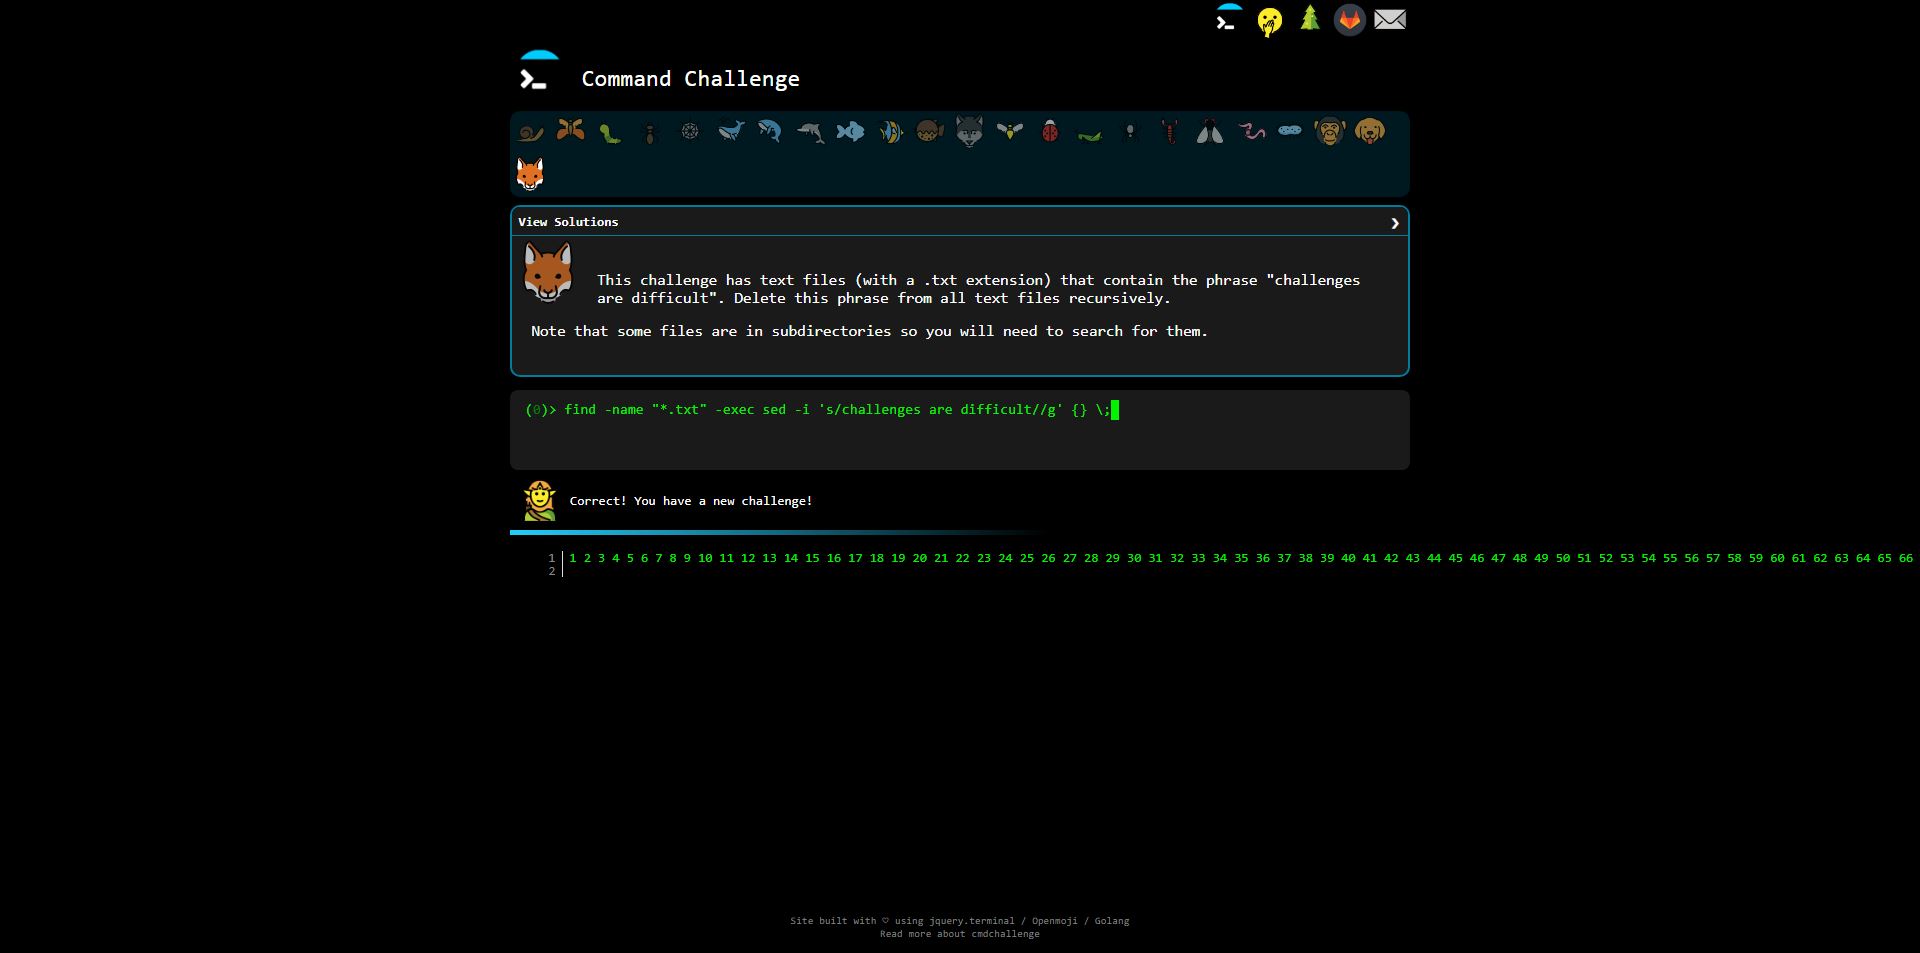 Command Challenge
View Solutions
This challenge has text files (with a .txt extension) that contain the phrase "challenges
are difficult". Delete this phrase from all text files recursively.
Note that some files are in subdirectories so you will need to search for them.
(0)> find -name "*.txt" -exec sed -i 's/challenges are difficult//g' {} \;
Correct! You have a new challenge!
1 1 2 3 4 5 6 7 8 9 10 11 12 13 14 15 16 17 18 19 20 21 22 23 24 25 26 27 28 29 30 31 32 33 34 35 36 37 38 39 40 41 42 43 44 45 46 47 48 49 50 51 52 53 54 55 56 57 58 59 60 61 62 63 64 65 66
2
Site built with ♡ using jquery.terminal / Openmoji / Golang
Read more about cmdchallenge